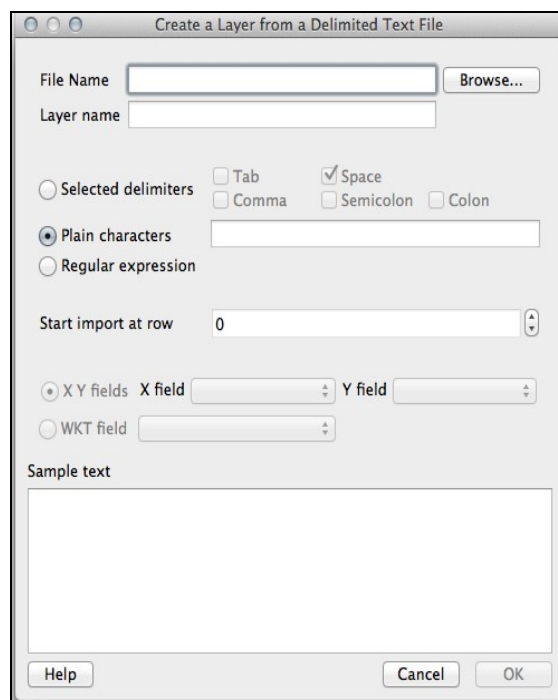 Create a Layer from a Delimited Text File
File Name Browse...
Layer name
Selected delimiters Tab Space
Comma Semicolon Colon
Plain characters
Regular expression
Start import at row 0
X Y fields X field Y field
WKT field
Sample text
Help Cancel OK